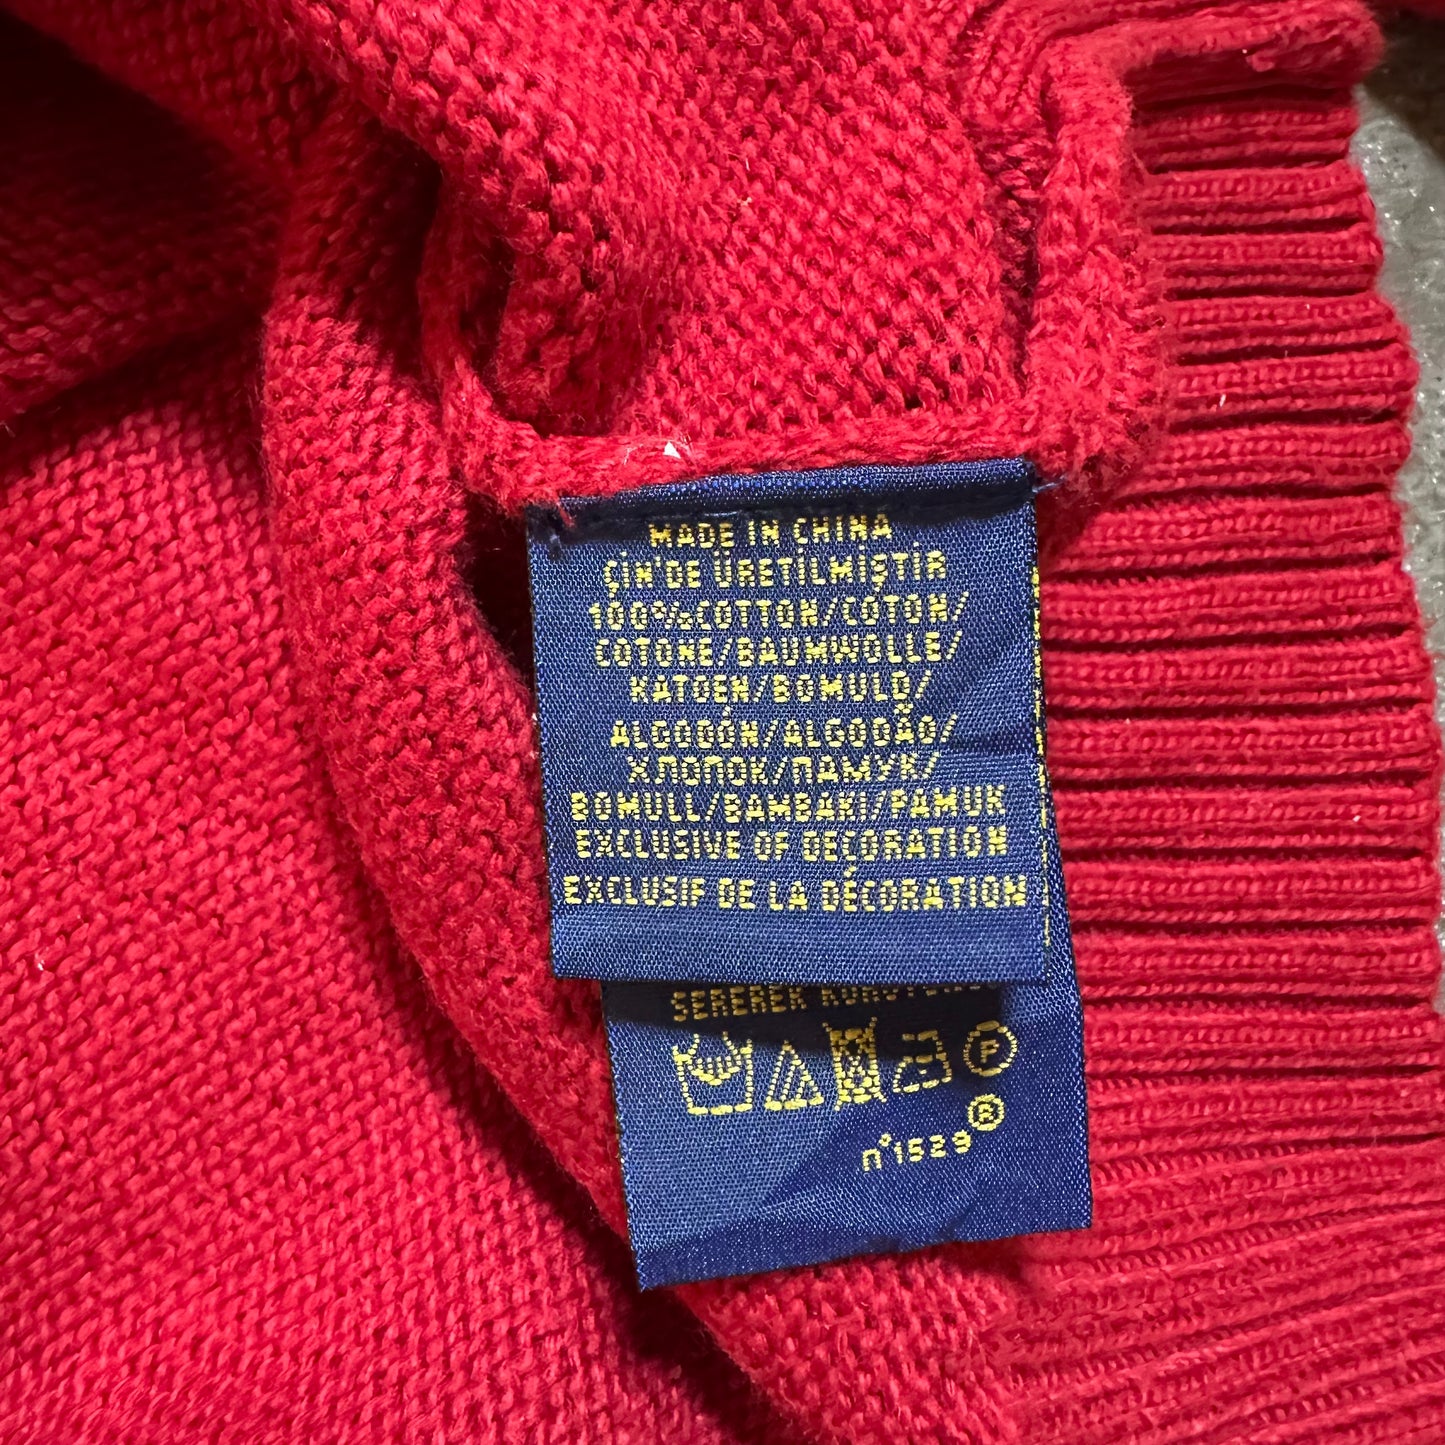 MADE IN CHINA
ÇİN'DE ÜRETİLMİŞTİR
100%COTTON/COTON/
COTONE/BAUMWOLLE/
KATOEN/BOMULD/
ALGODÓN/ALGODÃO/
ХЛОПОК/ПАМУК/
BOMULL/BAMBAKI/PAMUK
EXCLUSIVE OF DECORATION
EXCLUSIF DE LA DÉCORATION
P
n°1529®